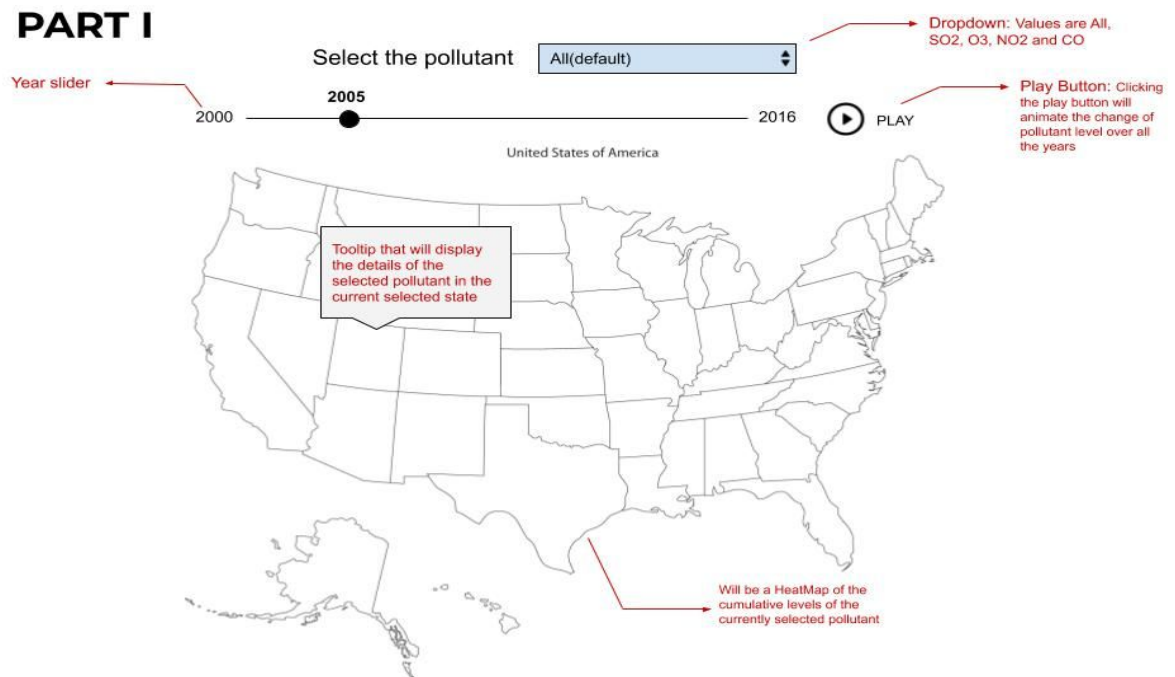 PART I
Select the pollutant
All(default)
Dropdown: Values are All,
SO2, O3, NO2 and CO
Year slider
2005
2000
2016
PLAY
Play Button: Clicking
the play button will
animate the change of
pollutant level over all
the years
United States of America
Tooltip that will display
the details of the
selected pollutant in the
current selected state
Will be a HeatMap of the
cumulative levels of the
currently selected pollutant